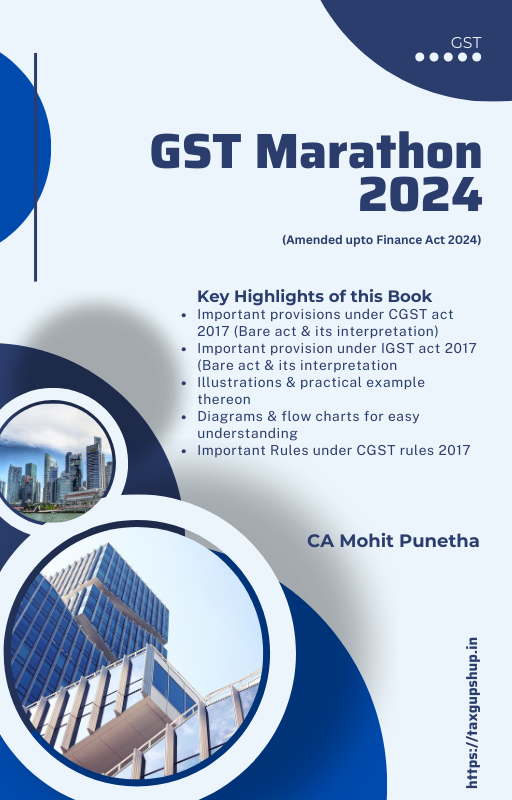 GST
GST Marathon
2024
(Amended upto Finance Act 2024)
Key Highlights of this Book
• Important provisions under CGST act
2017 (Bare act & its interpretation)
• Important provision under IGST act 2017
(Bare act & its interpretation
• Illustrations & practical example
thereon
• Diagrams & flow charts for easy
understanding
• Important Rules under CGST rules 2017
CA Mohit Punetha
https://taxgupshup.in